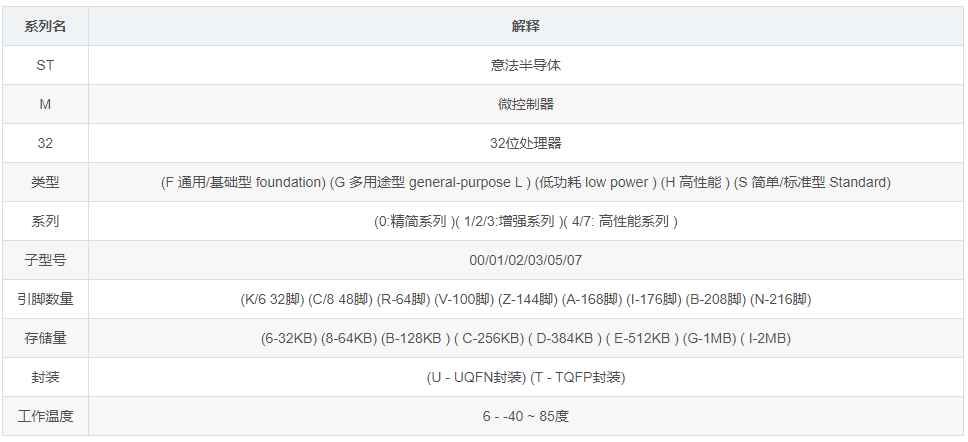 系列名 解释
ST 意法半导体
M 微控制器
32 32位处理器
类型 (F 通用/基础型 foundation) (G 多用途型 general-purpose L ) (低功耗 low power ) (H 高性能 ) (S 简单/标准型 Standard)
系列 (0:精简系列 )( 1/2/3:增强系列 )( 4/7: 高性能系列 )
子型号 00/01/02/03/05/07
引脚数量 (K/6 32脚) (C/8 48脚) (R-64脚) (V-100脚) (Z-144脚) (A-168脚) (I-176脚) (B-208脚) (N-216脚)
存储量 (6-32KB) (8-64KB) (B-128KB ) ( C-256KB) ( D-384KB ) ( E-512KB ) (G-1MB) ( I-2MB)
封装 (U - UQFN封装) (T - TQFP封装)
工作温度 6 - -40 ~ 85度